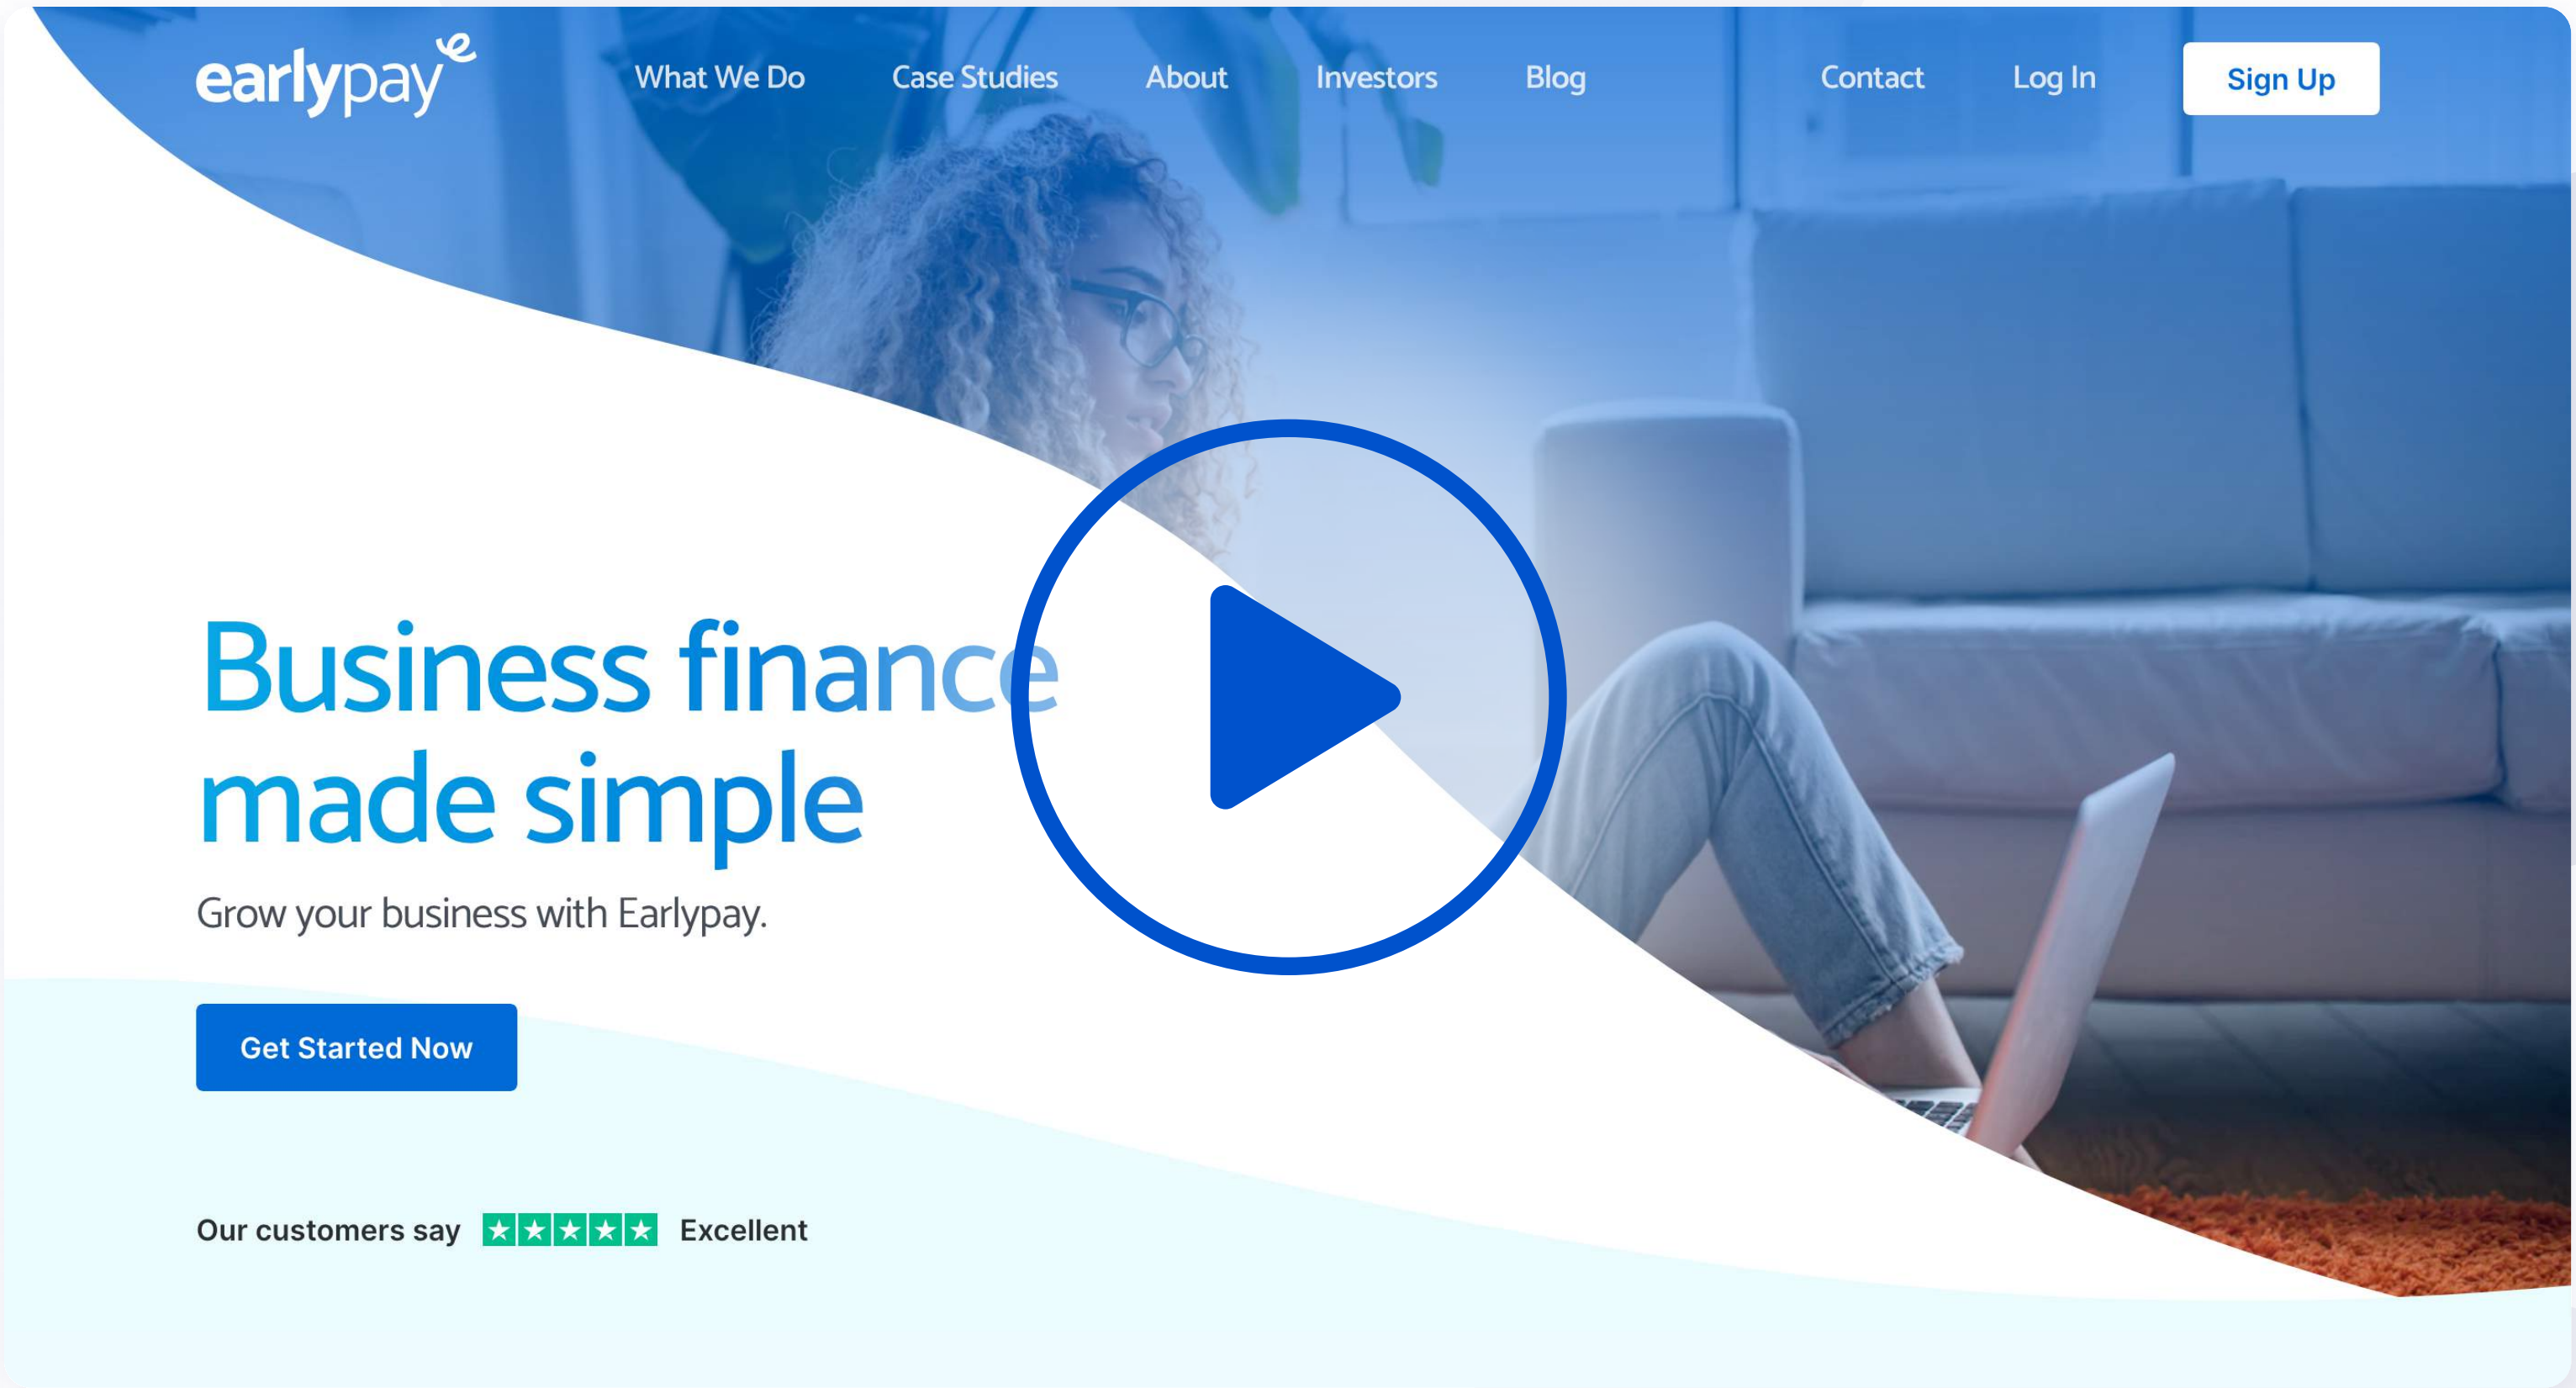 earlypay
What We Do
Case Studies
About
Investors
Blog
Contact
Log In
Sign Up
Business finance
made simple
Grow your business with Earlypay.
Get Started Now
Our customers say
Excellent